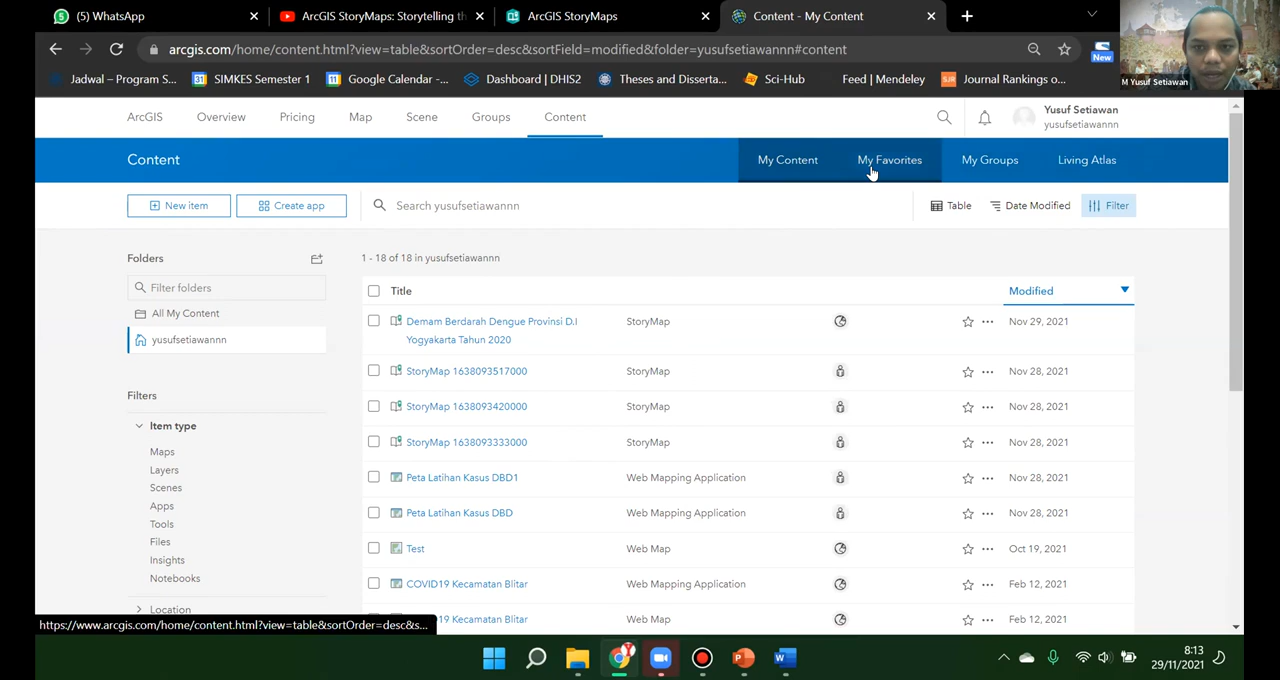 (5) WhatsApp
ArcGIS StoryMaps: Storytelling th
ArcGIS StoryMaps
Content - My Content
arcgis.com/home/content.html?view=table&sortOrder=desc&sortField=modified&folder=yusufsetiawannn#content
New
Jadwal – Program S...
SIMKES Semester 1
Google Calendar -...
Dashboard | DHIS2
Theses and Disserta...
Sci-Hub
Feed | Mendeley
Journal Rankings o...
M Yusuf Setiawan
ArcGIS
Overview
Pricing
Map
Scene
Groups
Content
Yusuf Setiawan
yusufsetiawannn
Content
My Content
My Favorites
My Groups
Living Atlas
New item
Create app
Search yusufsetiawannn
Table
Date Modified
Filter
Folders
Filter folders
All My Content
yusufsetiawannn
Filters
Item type
Maps
Layers
Scenes
Apps
Tools
Files
Insights
Notebooks
Location
1 - 18 of 18 in yusufsetiawannn
Title
Modified
Demam Berdarah Dengue Provinsi D.I
Yogyakarta Tahun 2020
StoryMap
Nov 29, 2021
StoryMap 1638093517000
StoryMap
Nov 28, 2021
StoryMap 1638093420000
StoryMap
Nov 28, 2021
StoryMap 1638093333000
StoryMap
Nov 28, 2021
Peta Latihan Kasus DBD1
Web Mapping Application
Nov 28, 2021
Peta Latihan Kasus DBD
Web Mapping Application
Nov 28, 2021
Test
Web Map
Oct 19, 2021
COVID19 Kecamatan Blitar
Web Mapping Application
Feb 12, 2021
19 Kecamatan Blitar
Web Map
Feb 12, 2021
https://www.arcgis.com/home/content.html?view=table&sortOrder=desc&s...
8:13
29/11/2021